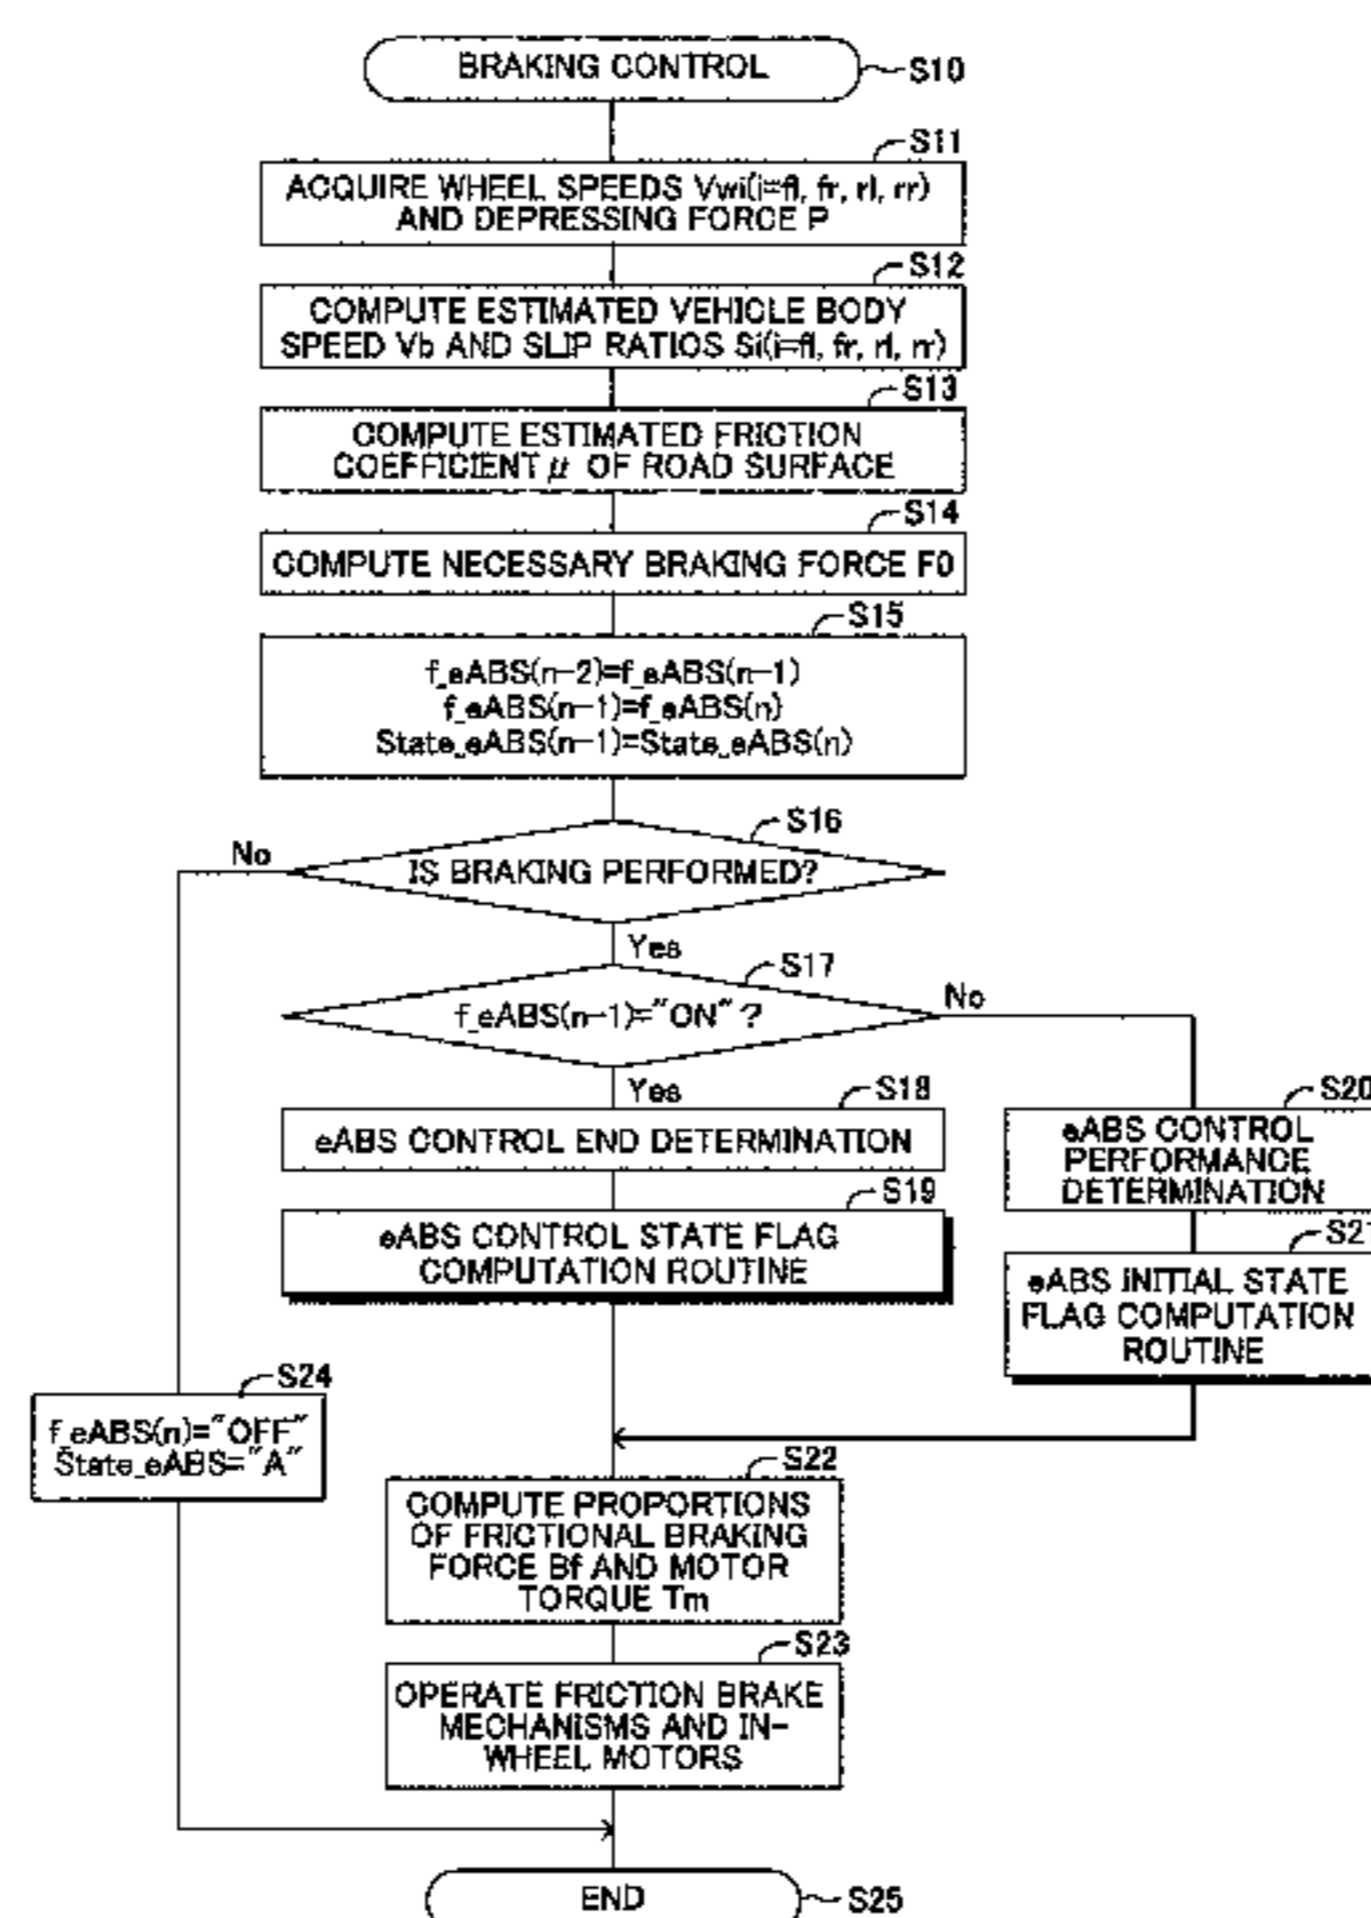 BRAKING CONTROL
S10
S11
ACQUIRE WHEEL SPEEDS Vwi(i=fl, fr, rl, rr)
AND DEPRESSING FORCE P
S12
COMPUTE ESTIMATED VEHICLE BODY
SPEED Vb AND SLIP RATIOS Si(i=fl, fr, rl, rr)
S13
COMPUTE ESTIMATED FRICTION
COEFFICIENT μ OF ROAD SURFACE
S14
COMPUTE NECESSARY BRAKING FORCE F0
S15
f_eABS(n-2)=f_eABS(n-1)
f_eABS(n-1)=f_eABS(n)
State_eABS(n-1)=State_eABS(n)
S16
No
IS BRAKING PERFORMED?
Yes
S17
No
f_eABS(n-1)="ON"?
Yes
S18
eABS CONTROL END DETERMINATION
S19
eABS CONTROL STATE FLAG
COMPUTATION ROUTINE
S20
eABS CONTROL
PERFORMANCE
DETERMINATION
S21
eABS INITIAL STATE
FLAG COMPUTATION
ROUTINE
S24
f_eABS(n)="OFF"
State_eABS="A"
S22
COMPUTE PROPORTIONS
OF FRICTIONAL BRAKING
FORCE Bf AND MOTOR
TORQUE Tm
S23
OPERATE FRICTION BRAKE
MECHANISMS AND IN-
WHEEL MOTORS
END
S25